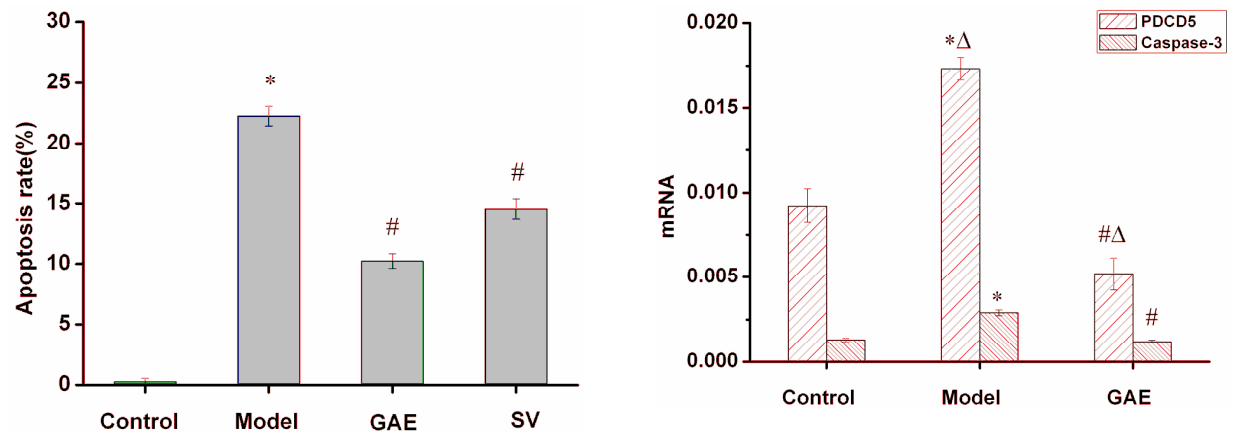 Apoptosis rate(%)
30
25
20
15
10
5
0
*
#
#
Control Model GAE SV
mRNA
0.020
0.015
0.010
0.005
0.000
PDCD5
Caspase-3
*Δ
*
#Δ
#
Control Model GAE